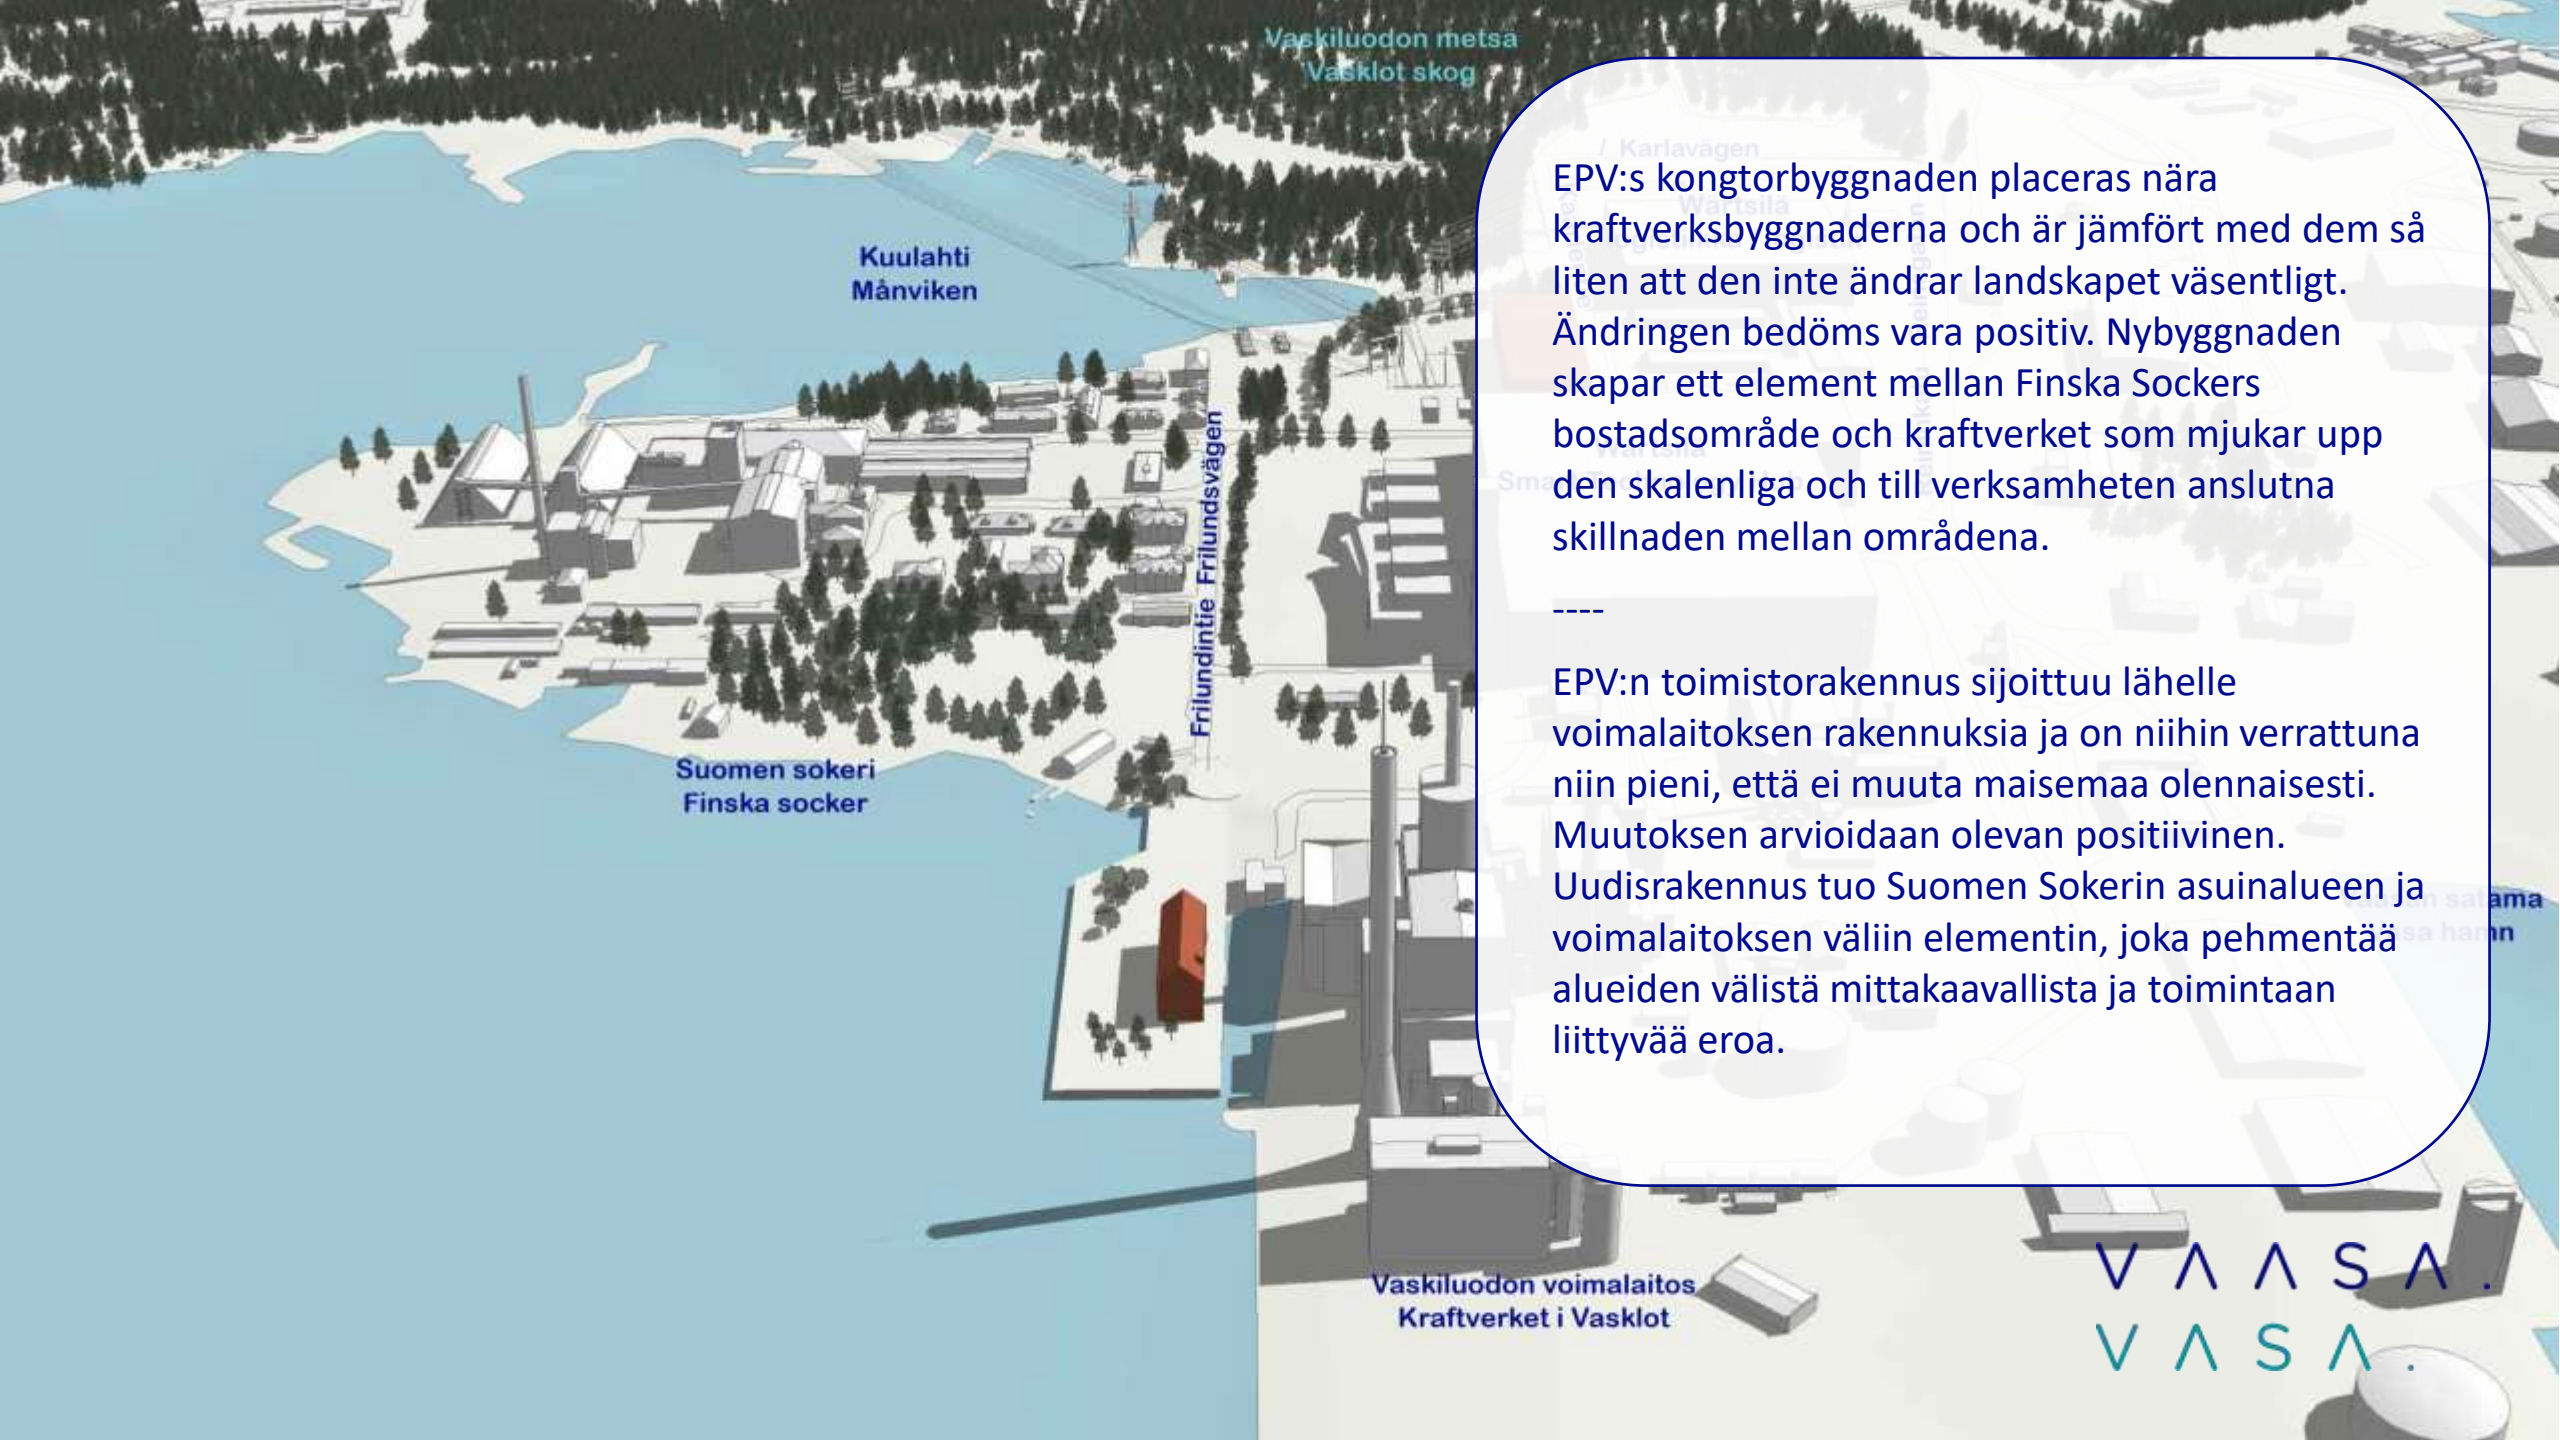 Vaskiluodon metsä
Vasklot skog
Kuulahti
Månviken
Frilundintie Frilundsvägen
Suomen sokeri
Finska socker
/ Karlavägen
Wärtsilä
EPV:s kongtorbyggnaden placeras nära
kraftverksbyggnaderna och är jämfört med dem så
liten att den inte ändrar landskapet väsentligt.
Ändringen bedöms vara positiv. Nybyggnaden
skapar ett element mellan Finska Sockers
bostadsområde och kraftverket som mjukar upp
den skalenliga och till verksamheten anslutna
skillnaden mellan områdena.
----
EPV:n toimistorakennus sijoittuu lähelle
voimalaitoksen rakennuksia ja on niihin verrattuna
niin pieni, että ei muuta maisemaa olennaisesti.
Muutoksen arvioidaan olevan positiivinen.
Uudisrakennus tuo Suomen Sokerin asuinalueen ja
voimalaitoksen väliin elementin, joka pehmentää
alueiden välistä mittakaavallista ja toimintaan
liittyvää eroa.
Wärtsilä
satama
hamn
Vaskiluodon voimalaitos
Kraftverket i Vasklot
VAASA.
VASA.